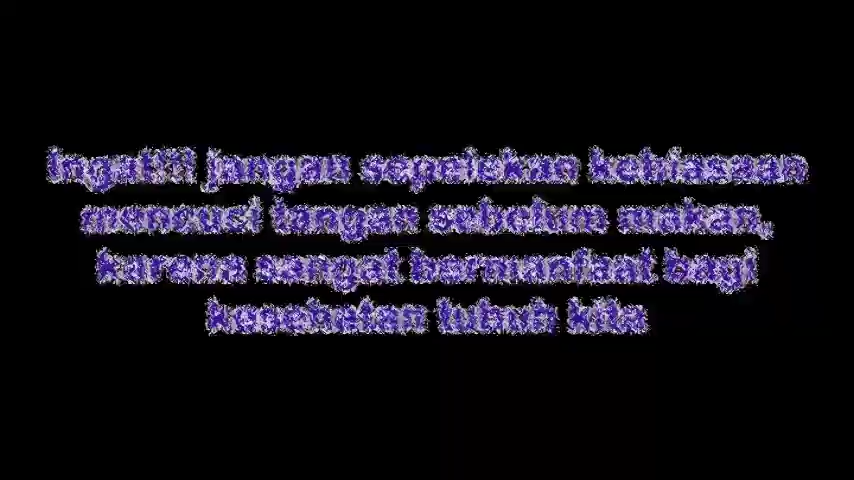 Ingat!!! jangan sepelekan kebiasaan
mencuci tangan sebelum makan,
karena sangat bermanfaat bagi
kesehatan tubuh kita